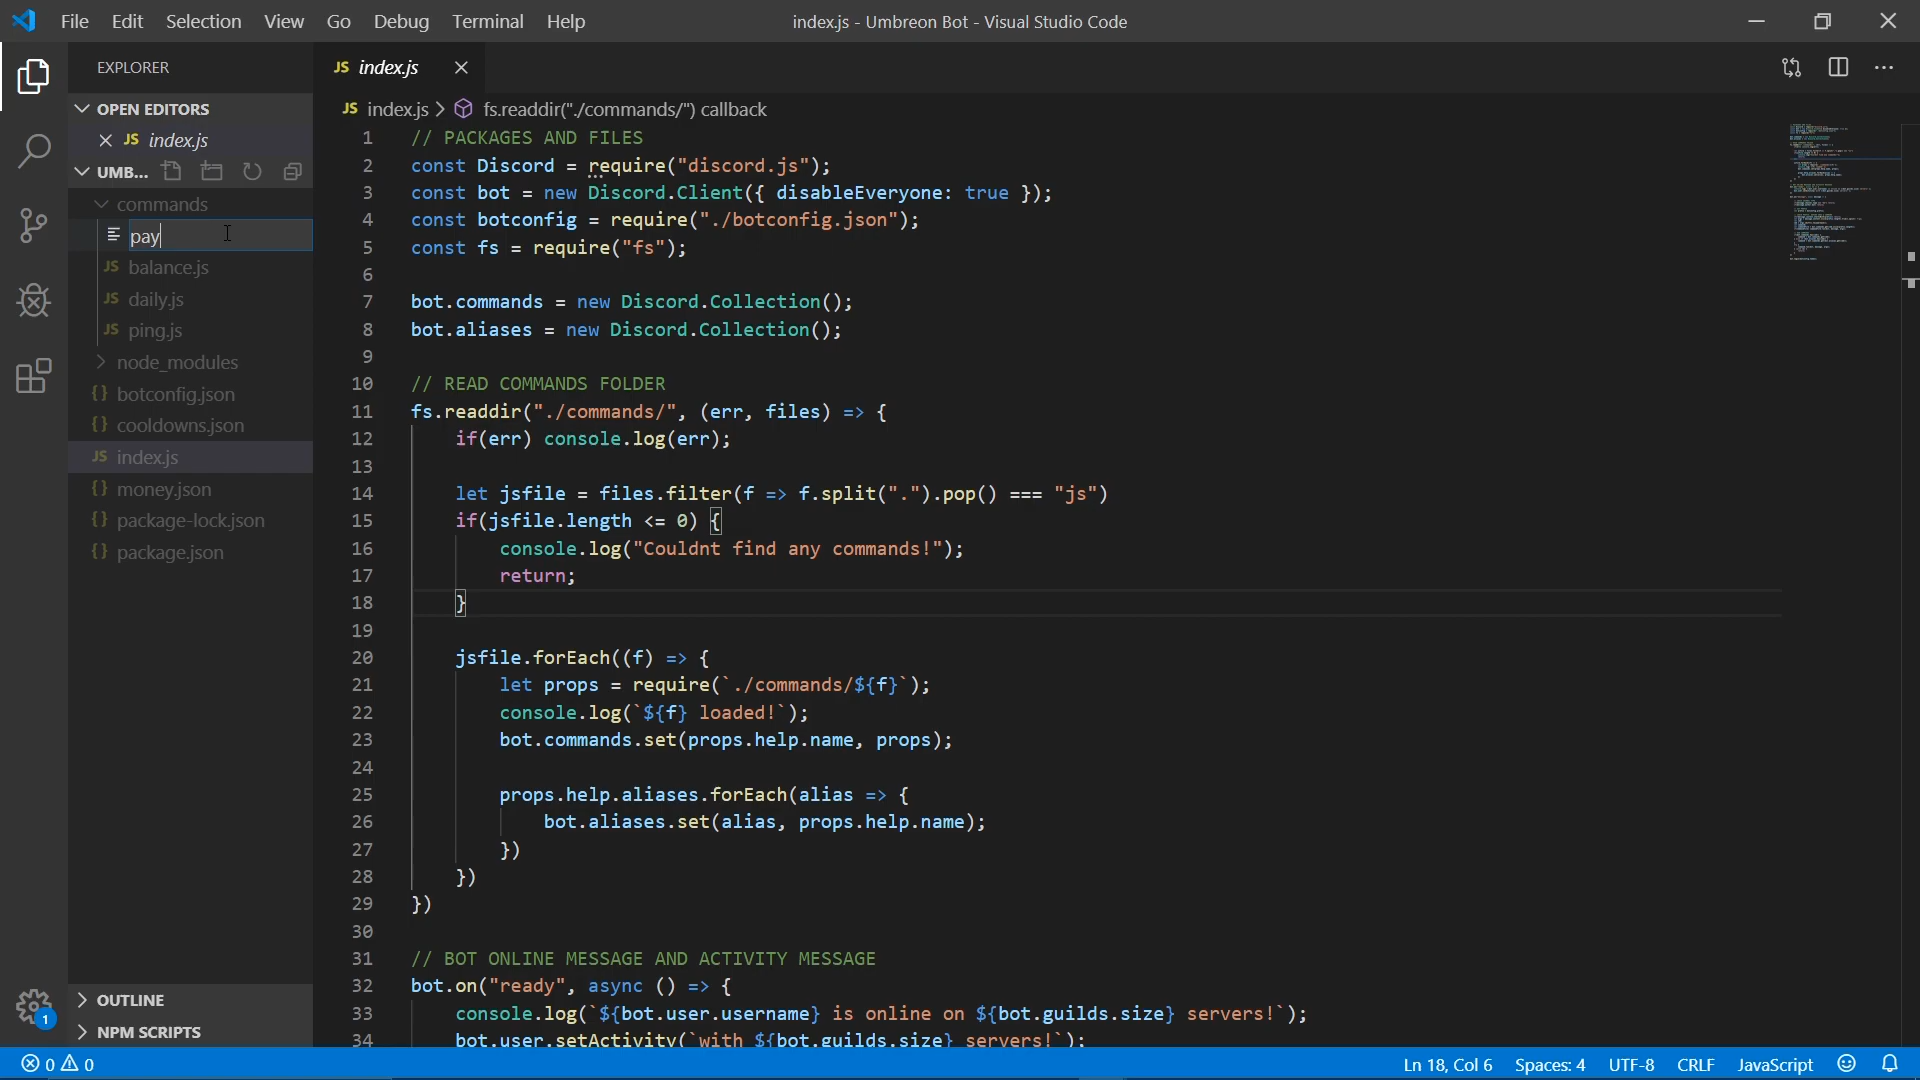 File Edit Selection View Go Debug Terminal Help
index.js - Umbreon Bot - Visual Studio Code
EXPLORER
OPEN EDITORS
JS index.js
UMB...
commands
pay
JS balance.js
JS daily.js
JS ping.js
node_modules
{} botconfig.json
{} cooldowns.json
JS index.js
{} money.json
{} package-lock.json
{} package.json
OUTLINE
NPM SCRIPTS
1
JS index.js
JS index.js > fs.readdir("./commands/") callback
1 // PACKAGES AND FILES
2 const Discord = require("discord.js");
3 const bot = new Discord.Client({ disableEveryone: true });
4 const botconfig = require("./botconfig.json");
5 const fs = require("fs");
6
7 bot.commands = new Discord.Collection();
8 bot.aliases = new Discord.Collection();
9
10 // READ COMMANDS FOLDER
11 fs.readdir("./commands/", (err, files) => {
12 if(err) console.log(err);
13
14 let jsfile = files.filter(f => f.split(".").pop() === "js")
15 if(jsfile.length <= 0) {
16 console.log("Couldnt find any commands!");
17 return;
18 }
19
20 jsfile.forEach((f) => {
21 let props = require(`./commands/${f}`);
22 console.log(`${f} loaded!`);
23 bot.commands.set(props.help.name, props);
24
25 props.help.aliases.forEach(alias => {
26 bot.aliases.set(alias, props.help.name);
27 })
28 })
29 })
30
31 // BOT ONLINE MESSAGE AND ACTIVITY MESSAGE
32 bot.on("ready", async () => {
33 console.log(`${bot.user.username} is online on ${bot.guilds.size} servers!`);
34 bot.user.setActivity(`with ${bot.guilds.size} servers!`);
0 0
Ln 18, Col 6 Spaces: 4 UTF-8 CRLF JavaScript